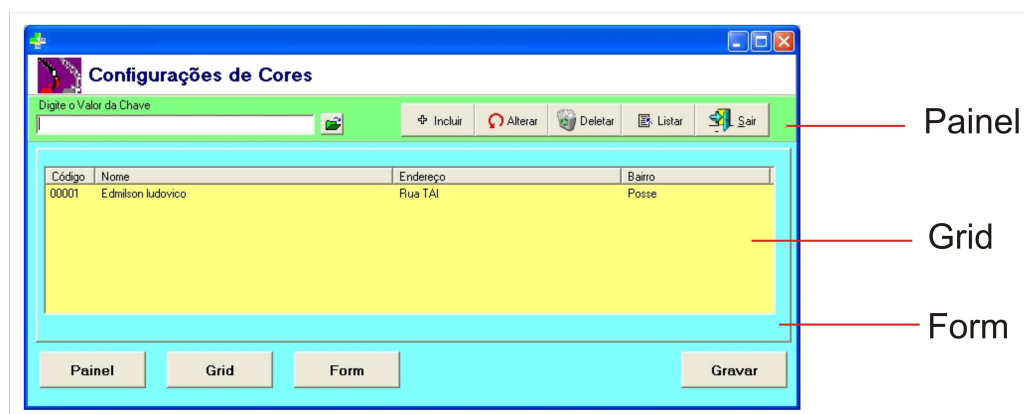 Configurações de Cores
Digite o Valor da Chave
Incluir Alterar Deletar Listar Sair
Painel
Código Nome Endereço Bairro
00001 Edmilson ludovico Rua TAI Posse
Grid
Form
Painel Grid Form Gravar